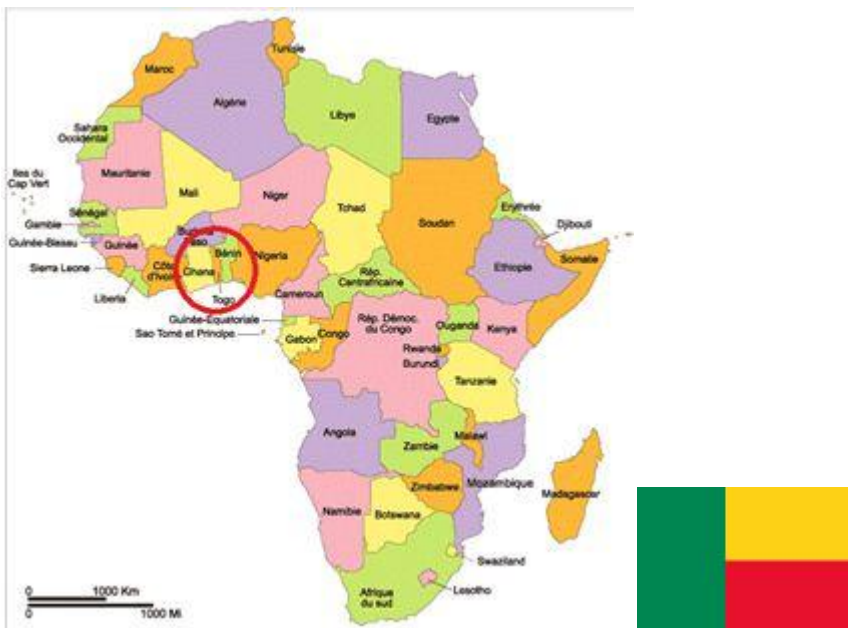 Tunisie
Maroc
Algérie
Libye
Egypte
Sahara
Occidental
Iles du
Cap Vert
Mauritanie
Mali
Niger
Tchad
Soudan
Erythrée
Djibouti
Sénégal
Gambie
Guinée-Bissau
Guinée
Sierra Leone
Liberia
Côte
d'Ivoire
Burkina
Faso
Ghana
Togo
Bénin
Nigeria
Cameroun
Rép.
Centrafricaine
Ethiopie
Somalie
Guinée-Equatoriale
Sao Tomé et Principe
Gabon
Congo
Rép. Démoc.
du Congo
Ouganda
Kenya
Rwanda
Burundi
Tanzanie
Angola
Zambie
Malawi
Mozambique
Zimbabwe
Madagascar
Namibie
Botswana
Swaziland
Lesotho
Afrique
du sud
0 1000 Km
0 1000 Mi